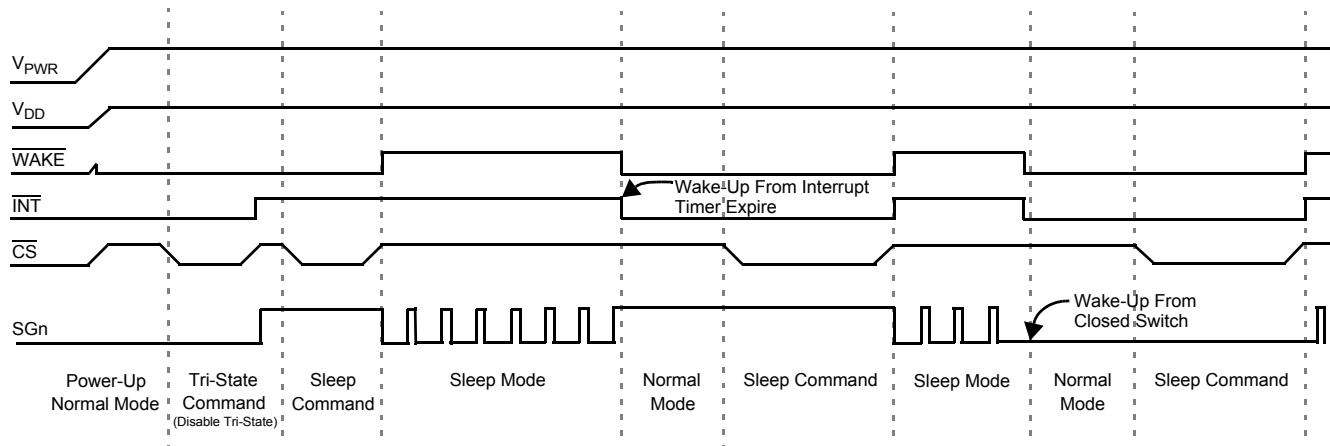 VPWR
VDD
WAKE
INT
Wake-Up From Interrupt
Timer Expire
CS
SGn
Wake-Up From
Closed Switch
Power-Up
Normal Mode
Tri-State
Command
(Disable Tri-State)
Sleep
Command
Sleep Mode
Normal
Mode
Sleep Command
Sleep Mode
Normal
Mode
Sleep Command